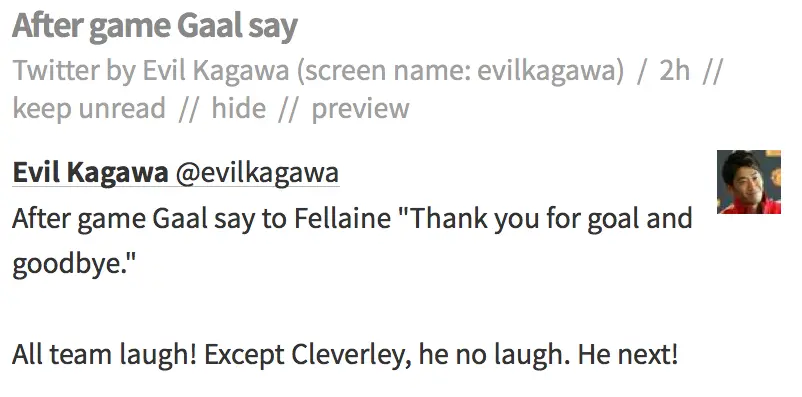 After game Gaal say
Twitter by Evil Kagawa (screen name: evilkagawa) / 2h //
keep unread // hide // preview
Evil Kagawa @evilkagawa
After game Gaal say to Fellaine "Thank you for goal and
goodbye."
All team laugh! Except Cleverley, he no laugh. He next!